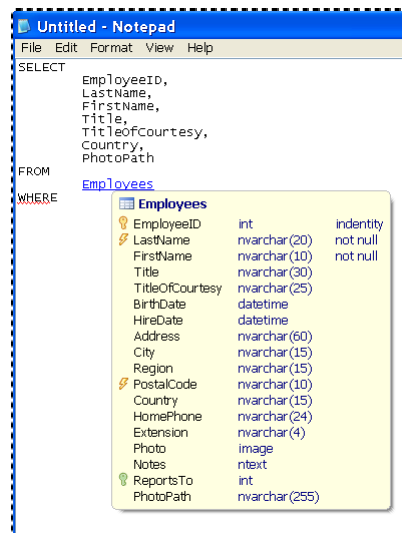 Untitled - Notepad
File Edit Format View Help
SELECT
EmployeeID,
LastName,
FirstName,
Title,
TitleOfCourtesy,
Country,
PhotoPath
FROM
Employees
WHERE
Employees
EmployeeID int indentity
LastName nvarchar(20) not null
FirstName nvarchar(10) not null
Title nvarchar(30)
TitleOfCourtesy nvarchar(25)
BirthDate datetime
HireDate datetime
Address nvarchar(60)
City nvarchar(15)
Region nvarchar(15)
PostalCode nvarchar(10)
Country nvarchar(15)
HomePhone nvarchar(24)
Extension nvarchar(4)
Photo image
Notes ntext
ReportsTo int
PhotoPath nvarchar(255)